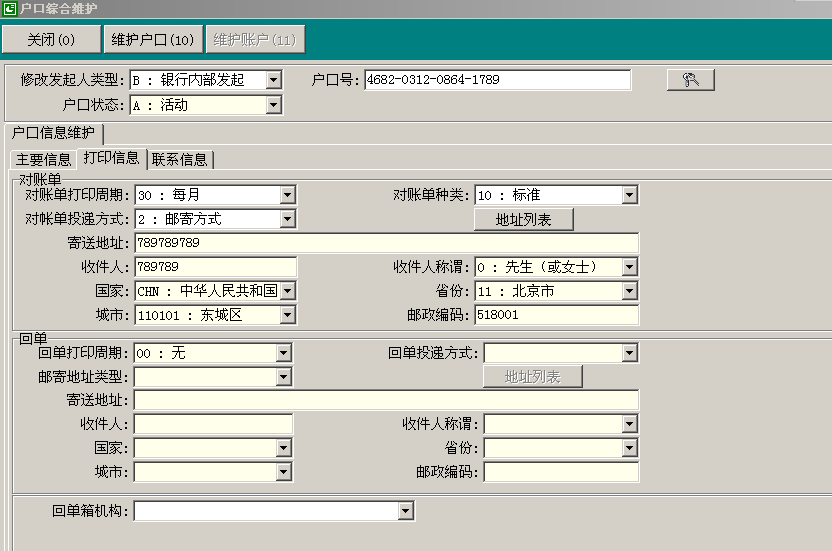 户口综合维护
关闭(0) 维护户口(10) 维护账户(11)
修改发起人类型: B : 银行内部发起 户口号: 4682-0312-0864-1789
户口状态: A : 活动
户口信息维护
主要信息 打印信息 联系信息
对账单
对账单打印周期: 30 : 每月 对账单种类: 10 : 标准
对帐单投递方式: 2 : 邮寄方式 地址列表
寄送地址: 789789789
收件人: 789789 收件人称谓: 0 : 先生（或女士）
国家: CHN : 中华人民共和国 省份: 11 : 北京市
城市: 110101 : 东城区 邮政编码: 518001
回单
回单打印周期: 00 : 无 回单投递方式:
邮寄地址类型: 地址列表
寄送地址:
收件人: 收件人称谓:
国家: 省份:
城市: 邮政编码:
回单箱机构: